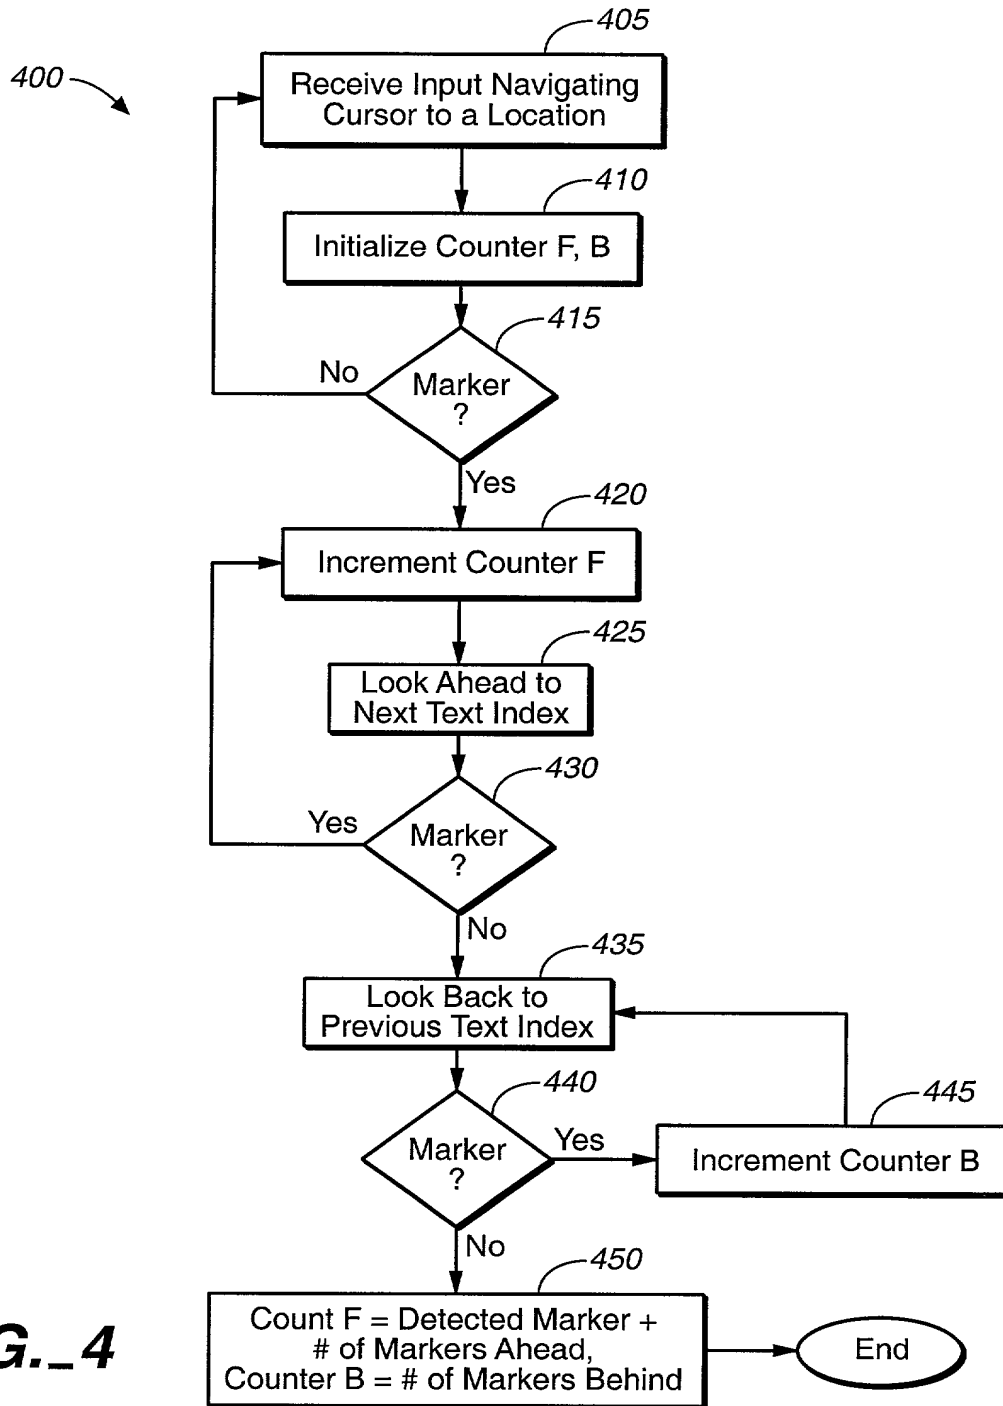 405
400
Receive Input Navigating
Cursor to a Location
410
Initialize Counter F, B
415
No
Marker
?
Yes
420
Increment Counter F
425
Look Ahead to
Next Text Index
430
Yes
Marker
?
No
435
Look Back to
Previous Text Index
440
445
Marker
?
Yes
Increment Counter B
No
450
Count F = Detected Marker +
# of Markers Ahead,
Counter B = # of Markers Behind
End
G._4